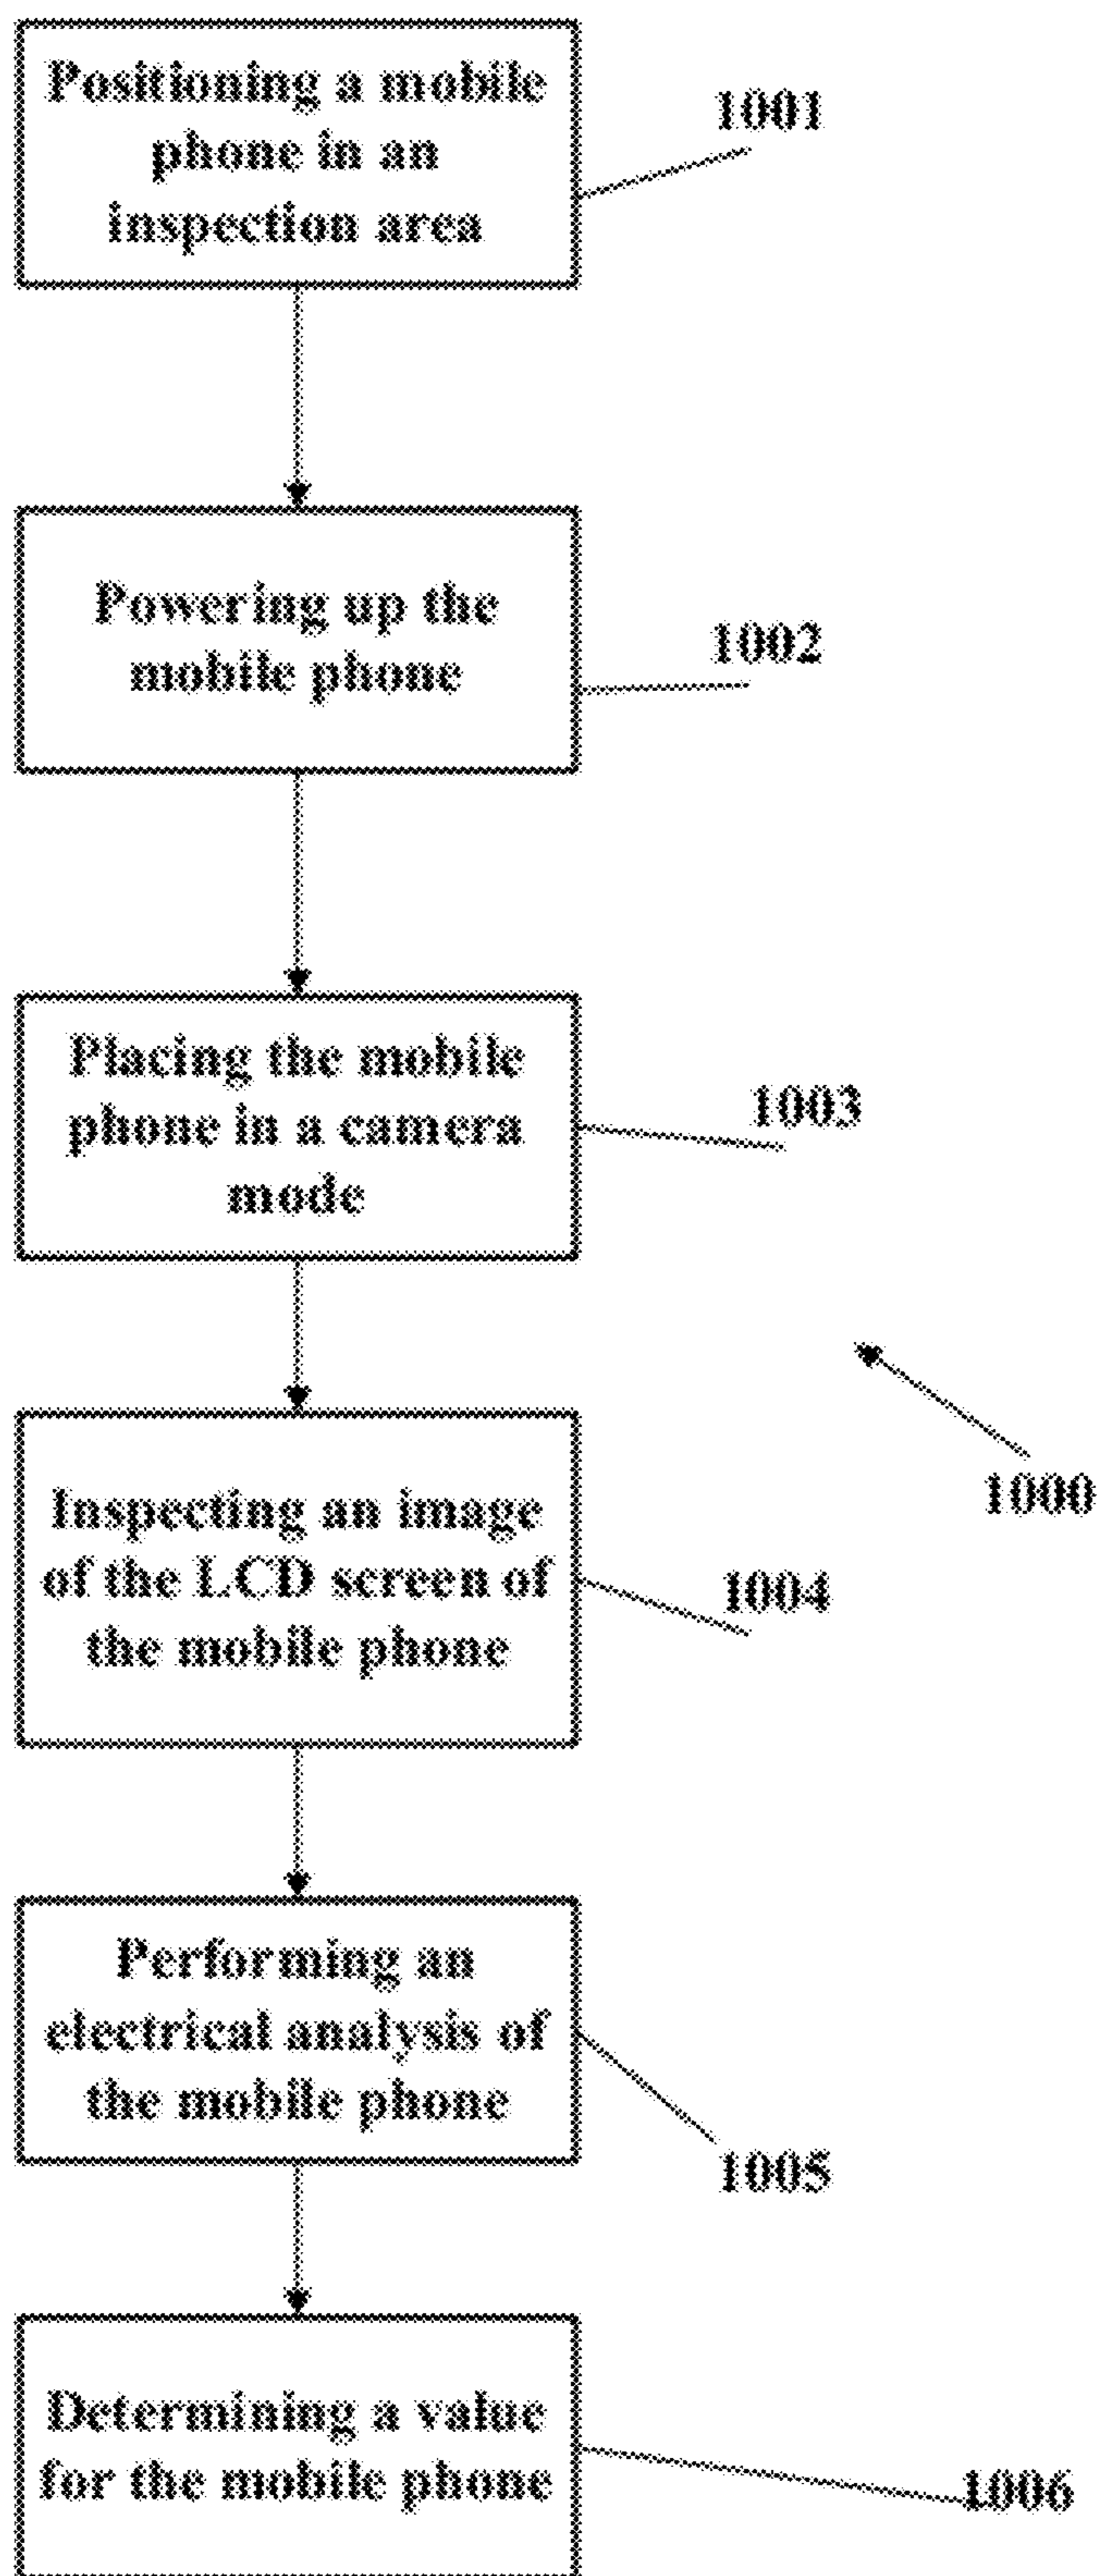 Positioning a mobile
phone in an
inspection area
1001
Powering up the
mobile phone
1002
Placing the mobile
phone in a camera
mode
1003
1000
Inspecting an image
of the LCD screen of
the mobile phone
1004
Performing an
electrical analysis of
the mobile phone
1005
Determining a value
for the mobile phone
1006